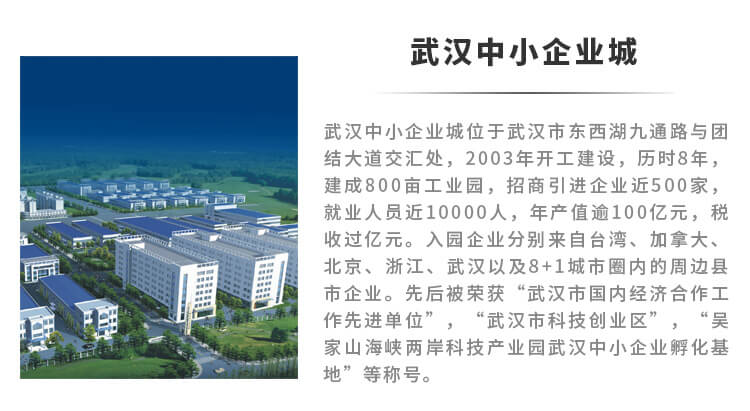 武汉中小企业城
武汉中小企业城位于武汉市东西湖九通路与团
结大道交汇处，2003年开工建设，历时8年，
建成800亩工业园，招商引进企业近500家，
就业人员近10000人，年产值逾100亿元，税
收过亿元。入园企业分别来自台湾、加拿大、
北京、浙江、武汉以及8+1城市圈内的周边县
市企业。先后被荣获“武汉市国内经济合作工
作先进单位”，“武汉市科技创业区”，“吴
家山海峡两岸科技产业园武汉中小企业孵化基
地”等称号。